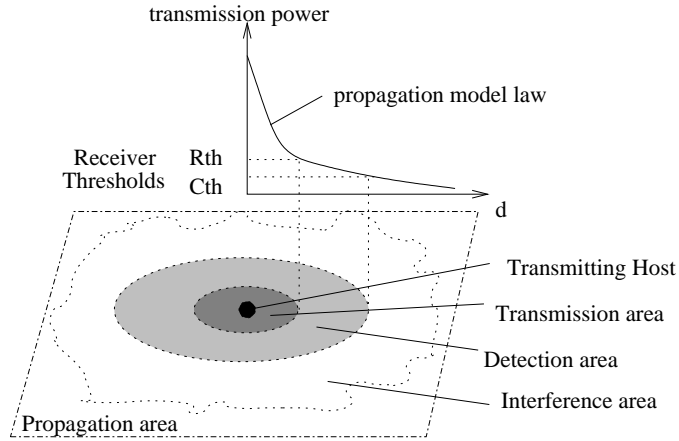 transmission power
propagation model law
Receiver
Thresholds
Rth
Cth
d
Transmitting Host
Transmission area
Detection area
Interference area
Propagation area